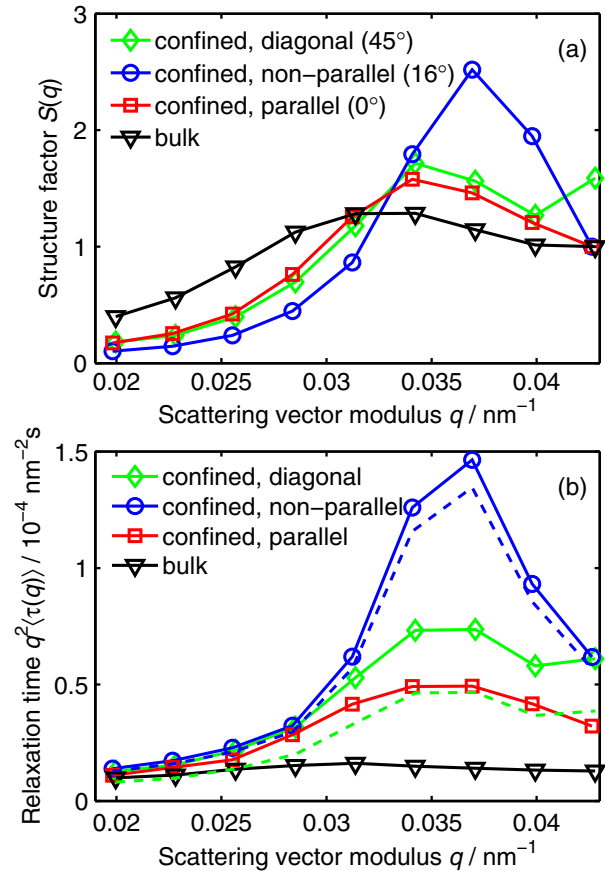 3
2
1
0
Structure factor S(q)
confined, diagonal (45°)
confined, non−parallel (16°)
confined, parallel (0°)
bulk
(a)
0.02 0.025 0.03 0.035 0.04
Scattering vector modulus q / nm⁻¹
1.5
1
0.5
0
Relaxation time q²⟨τ(q)⟩ / 10⁻⁴ nm⁻²s
confined, diagonal
confined, non−parallel
confined, parallel
bulk
(b)
0.02 0.025 0.03 0.035 0.04
Scattering vector modulus q / nm⁻¹